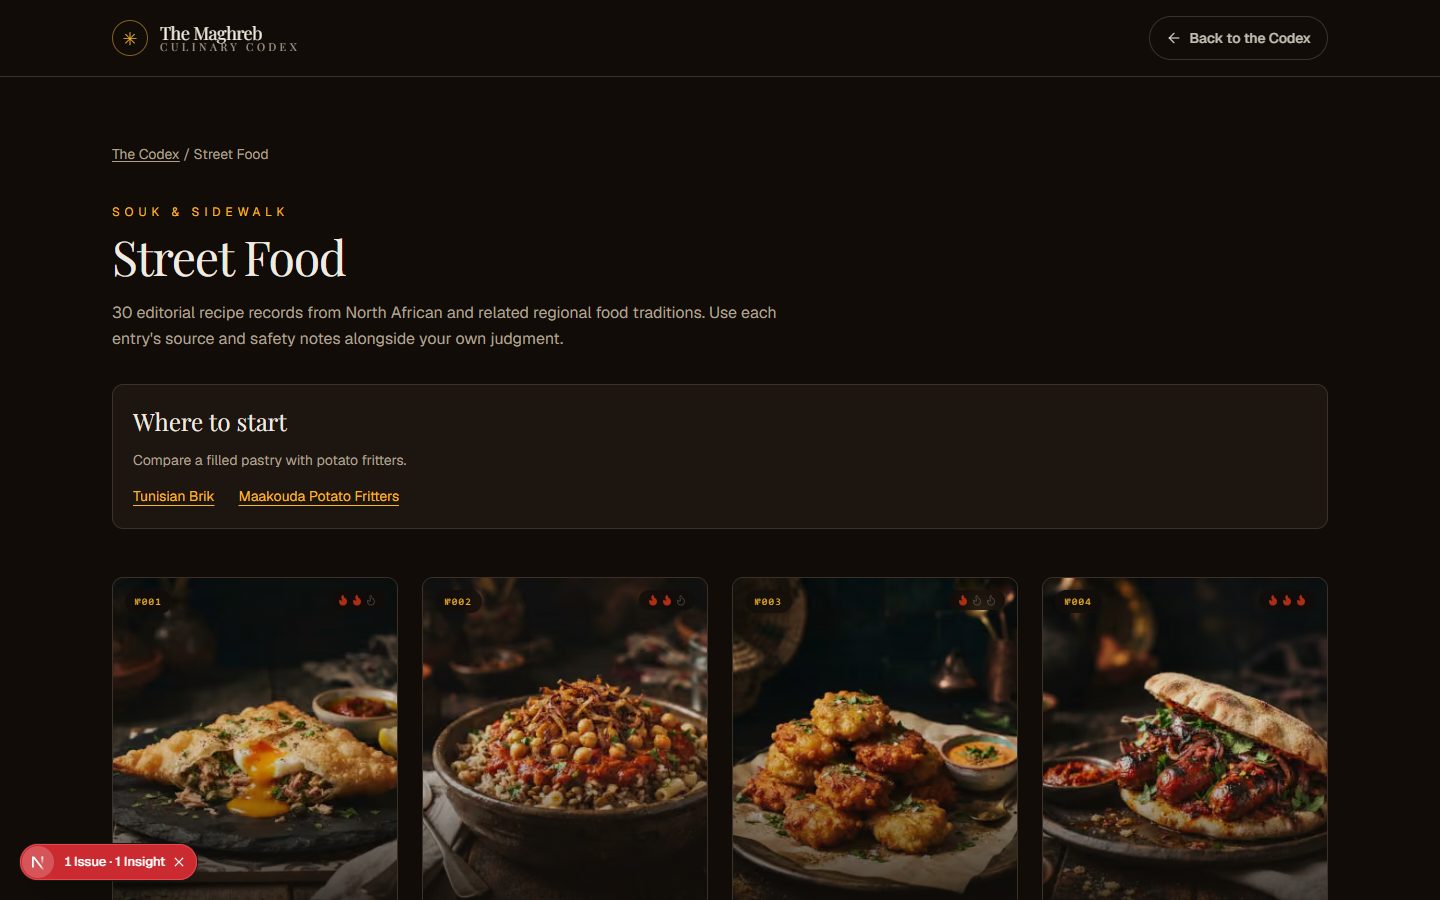 The Maghreb
CULINARY CODEX
← Back to the Codex
The Codex / Street Food
SOUK & SIDEWALK
Street Food
30 editorial recipe records from North African and related regional food traditions. Use each
entry's source and safety notes alongside your own judgment.
Where to start
Compare a filled pastry with potato fritters.
Tunisian Brik Maakouda Potato Fritters
№001
№002
№003
№004
N 1 Issue · 1 Insight ×